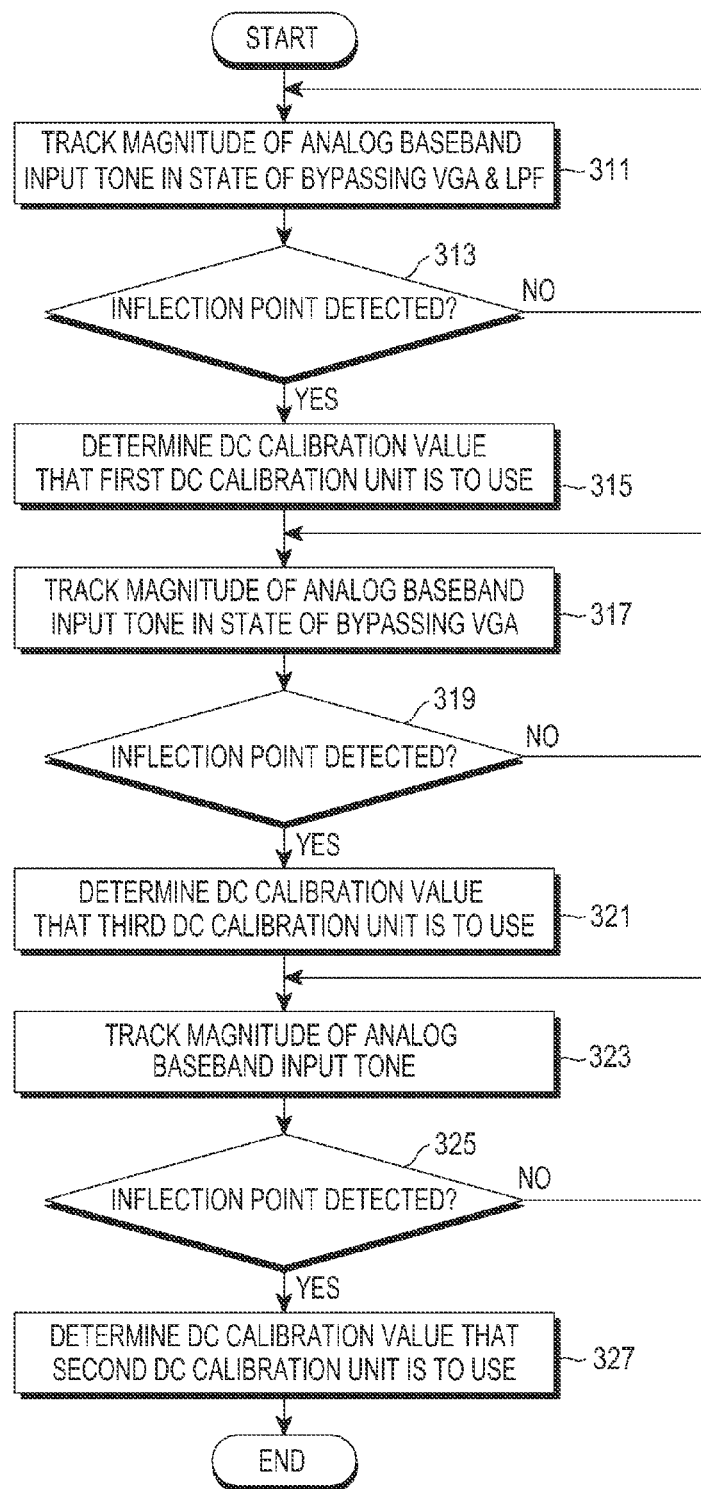 START
TRACK MAGNITUDE OF ANALOG BASEBAND
INPUT TONE IN STATE OF BYPASSING VGA & LPF
311
313
INFLECTION POINT DETECTED?
NO
YES
DETERMINE DC CALIBRATION VALUE
THAT FIRST DC CALIBRATION UNIT IS TO USE
315
TRACK MAGNITUDE OF ANALOG BASEBAND
INPUT TONE IN STATE OF BYPASSING VGA
317
319
INFLECTION POINT DETECTED?
NO
YES
DETERMINE DC CALIBRATION VALUE
THAT THIRD DC CALIBRATION UNIT IS TO USE
321
TRACK MAGNITUDE OF ANALOG
BASEBAND INPUT TONE
323
325
INFLECTION POINT DETECTED?
NO
YES
DETERMINE DC CALIBRATION VALUE THAT
SECOND DC CALIBRATION UNIT IS TO USE
327
END